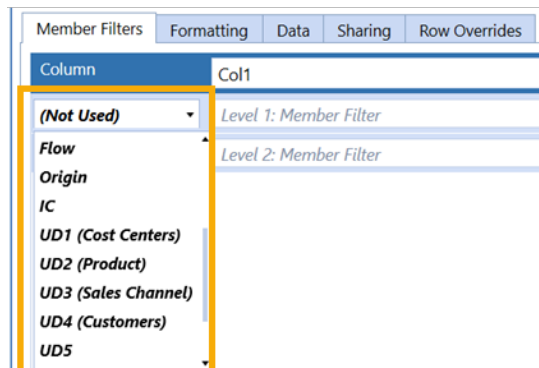 Member Filters Formatting Data Sharing Row Overrides
Column Col1
(Not Used) Level 1: Member Filter
Level 2: Member Filter
Flow
Origin
IC
UD1 (Cost Centers)
UD2 (Product)
UD3 (Sales Channel)
UD4 (Customers)
UD5